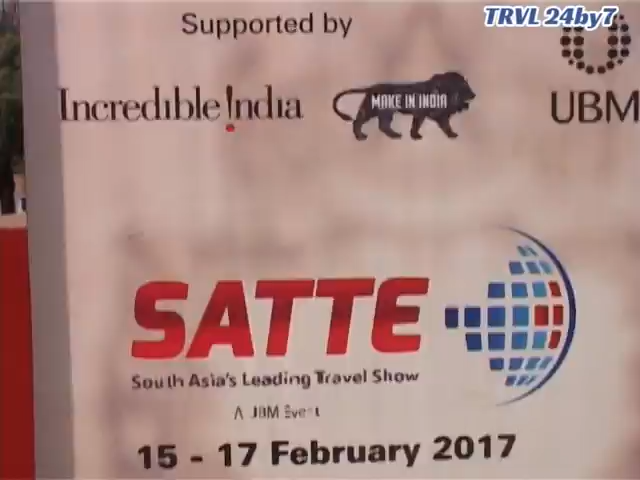 TRVL 24by7
Supported by
Incredible !ndia
MAKE IN INDIA
UBM
SATTE
South Asia's Leading Travel Show
A UBM Event
15 - 17 February 2017